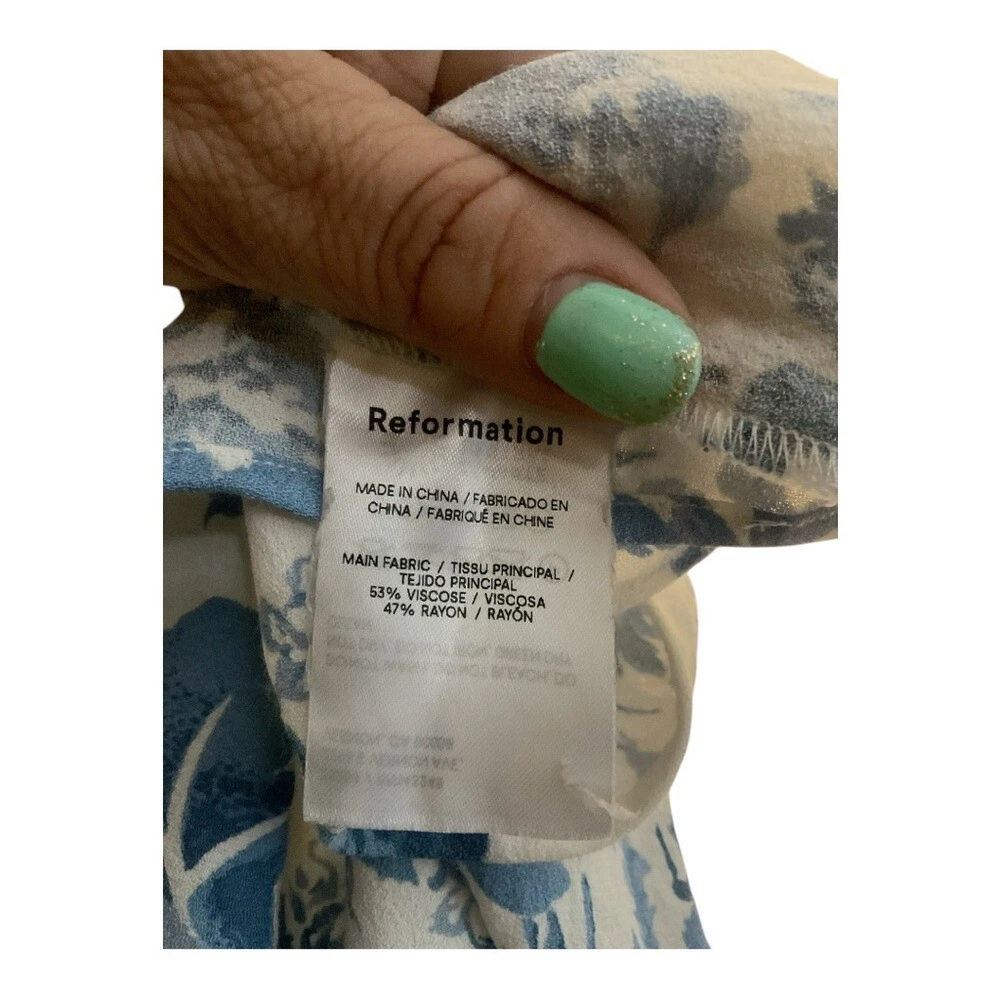 Reformation
MADE IN CHINA / FABRICADO EN
CHINA / FABRIQUÉ EN CHINE
MAIN FABRIC / TISSU PRINCIPAL /
TEJIDO PRINCIPAL
53% VISCOSE / VISCOSA
47% RAYON / RAYÓN